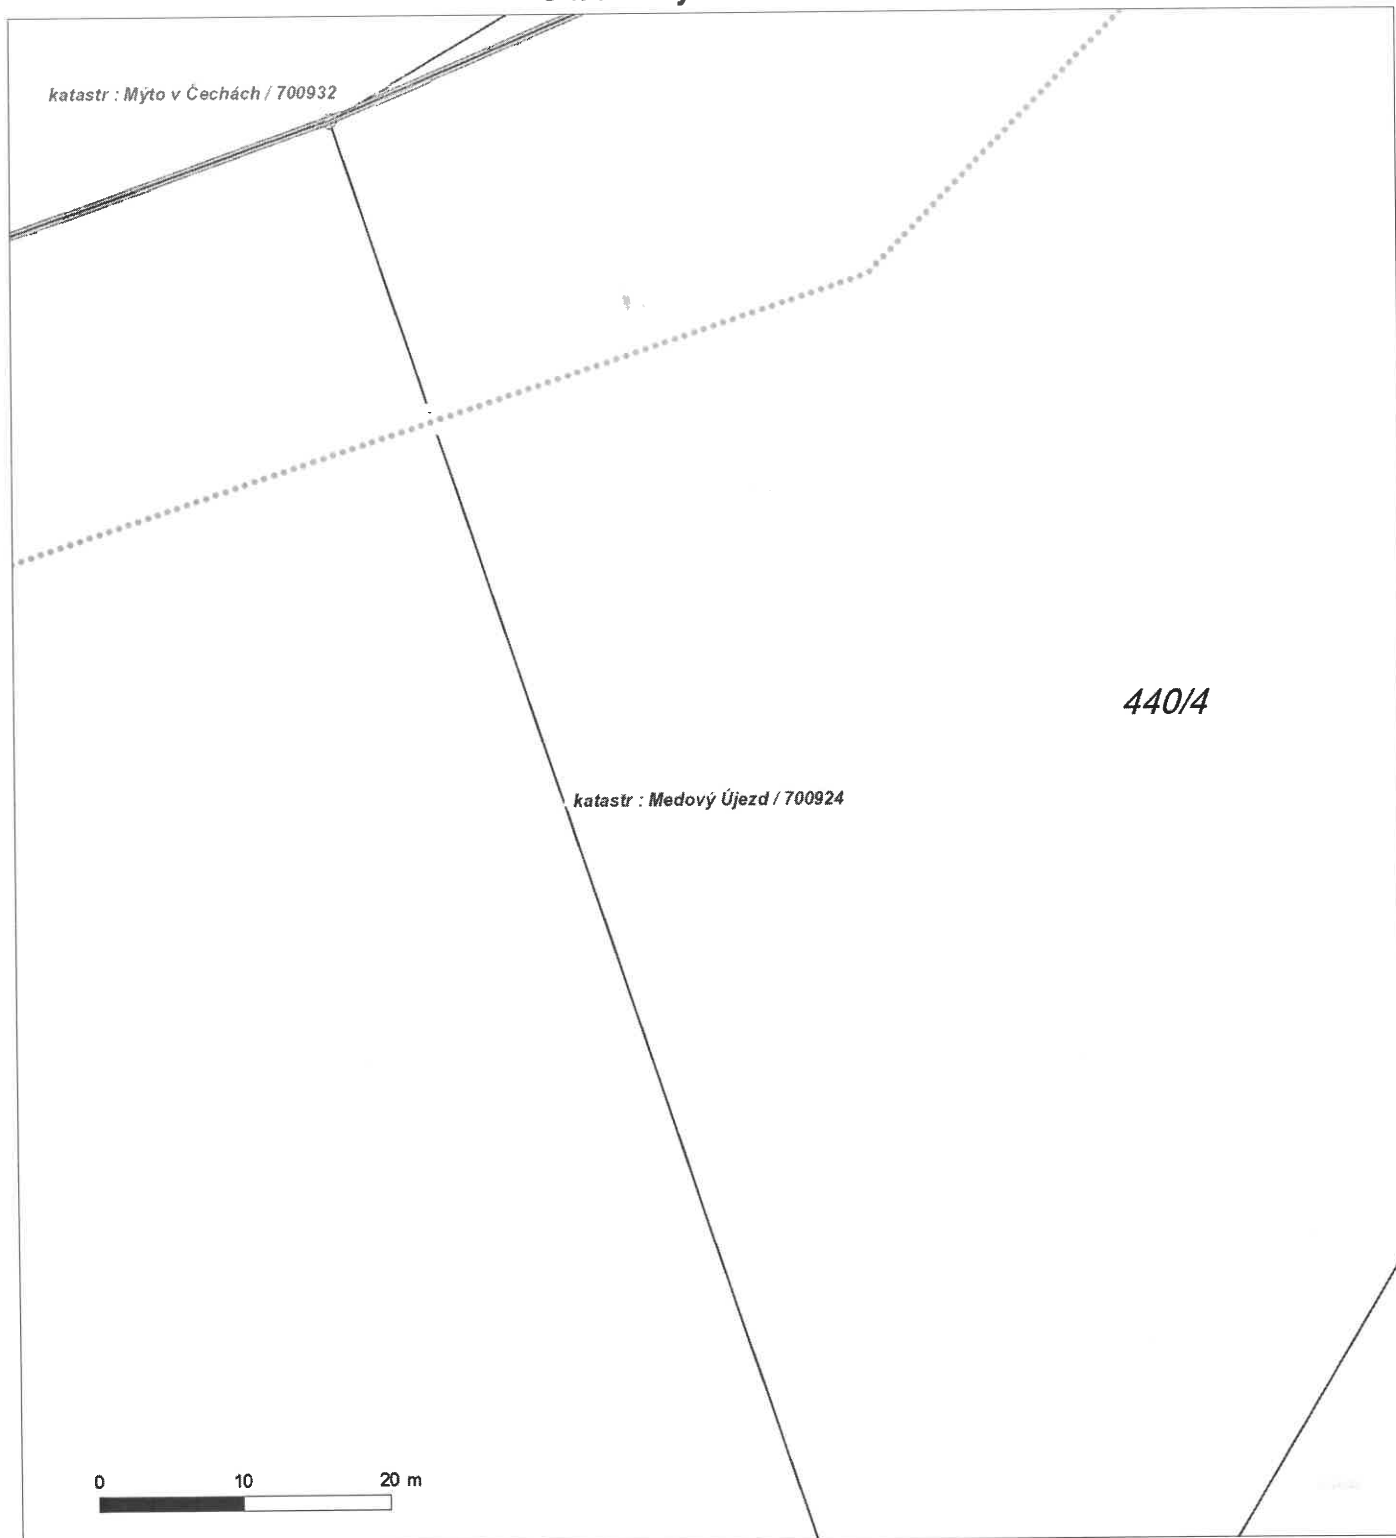 katastr : Mýto v Čechách / 700932
440/4
katastr : Medový Újezd / 700924
0 10 20 m